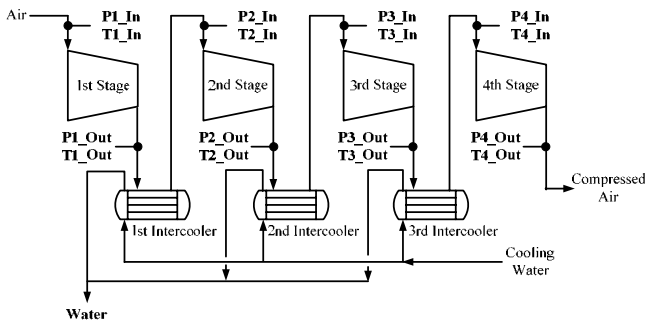 Air
P1_In
T1_In
P2_In
T2_In
P3_In
T3_In
P4_In
T4_In
1st Stage
2nd Stage
3rd Stage
4th Stage
P1_Out
T1_Out
P2_Out
T2_Out
P3_Out
T3_Out
P4_Out
T4_Out
Compressed
Air
1st Intercooler
2nd Intercooler
3rd Intercooler
Cooling
Water
Water